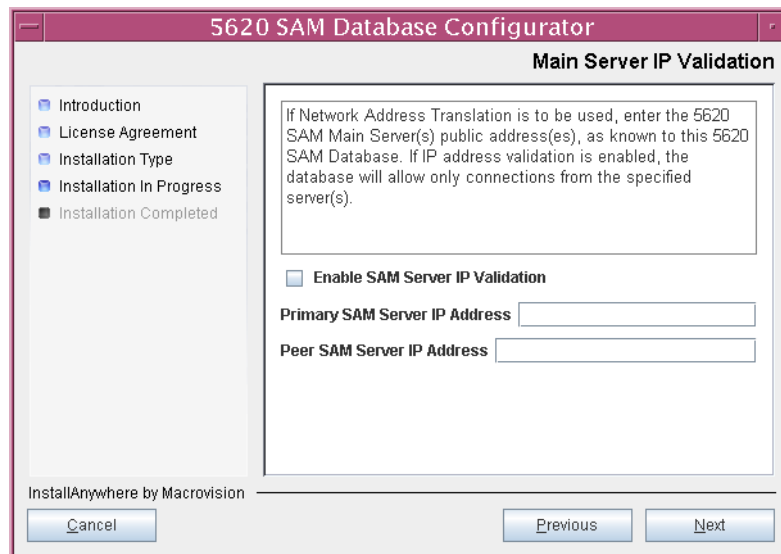 5620 SAM Database Configurator
Main Server IP Validation
Introduction
License Agreement
Installation Type
Installation In Progress
Installation Completed
If Network Address Translation is to be used, enter the 5620
SAM Main Server(s) public address(es), as known to this 5620
SAM Database. If IP address validation is enabled, the
database will allow only connections from the specified
server(s).
Enable SAM Server IP Validation
Primary SAM Server IP Address
Peer SAM Server IP Address
InstallAnywhere by Macrovision
Cancel
Previous
Next